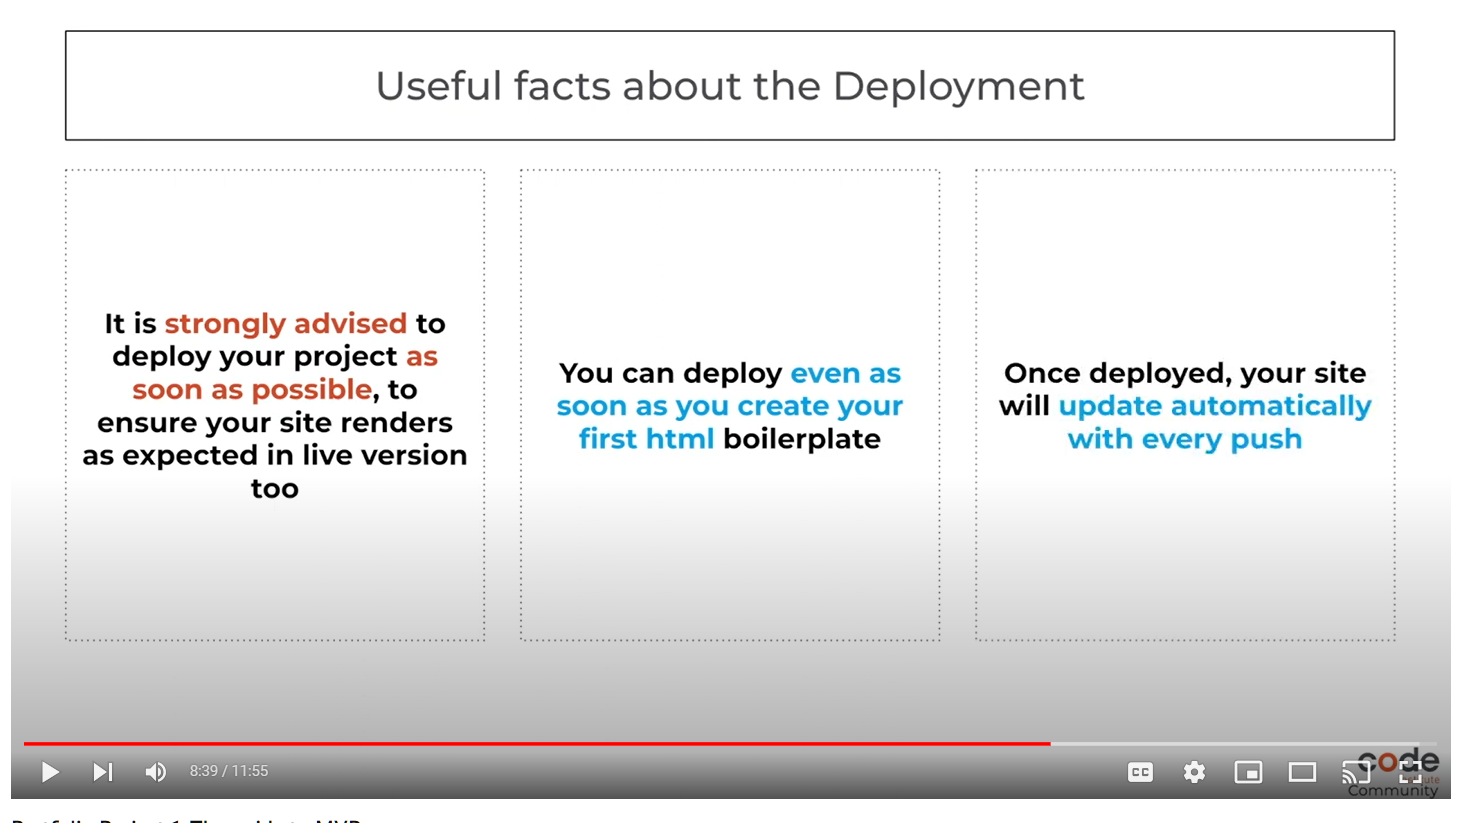 Useful facts about the Deployment
It is strongly advised to
deploy your project as
soon as possible, to
ensure your site renders
as expected in live version
too
You can deploy even as
soon as you create your
first html boilerplate
Once deployed, your site
will update automatically
with every push
8:39 / 11:55
CC
code
Community